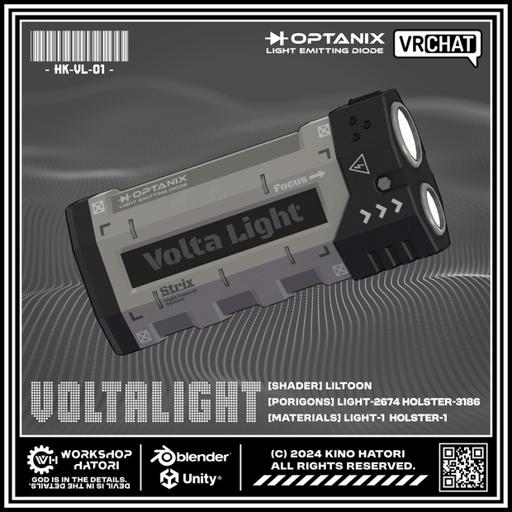 OPTANIX
LIGHT EMITTING DIODE
VRCHAT
- HK-VL-01 -
OPTANIX
LIGHT EMITTING DIODE
Focus
Volta Light
Strix
VOLTALIGHT
[SHADER] LILTOON
[PORIGONS] LIGHT-2674 HOLSTER-3186
[MATERIALS] LIGHT-1 HOLSTER-1
WH
WORKSHOP
HATORI
GOD IS IN THE DETAILS.
DEVIL IS IN THE DETAILS.
blender
Unity
(C) 2024 KINO HATORI
ALL RIGHTS RESERVED.